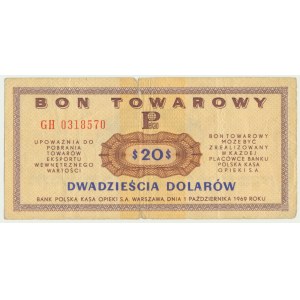 BON TOWAROWY
GH 0318570
P
UPOWAŻNIA DO
POBRANIA
TOWARÓW
EKSPORTU
WEWNĘTRZNEGO
WARTOŚCI
$20$
BON TOWAROWY
MOŻE BYĆ
ZREALIZOWANY
W KAŻDEJ
PLACÓWCE BANKU
POLSKA KASA
OPIEKI S.A.
DWADZIEŚCIA DOLARÓW
BANK POLSKA KASA OPIEKI S.A. WARSZAWA, DNIA 1 PAŹDZIERNIKA 1969 ROKU